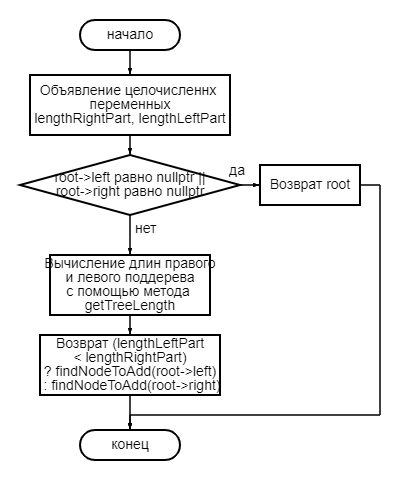 начало
Объявление целочисленнх
переменных
lengthRightPart, lengthLeftPart
root->left равно nullptr ||
root->right равно nullptr
да
Возврат root
нет
Вычисление длин правого
и левого поддерева
с помощью метода
getTreeLength
Возврат (lengthLeftPart
< lengthRightPart)
? findNodeToAdd(root->left)
: findNodeToAdd(root->right)
конец